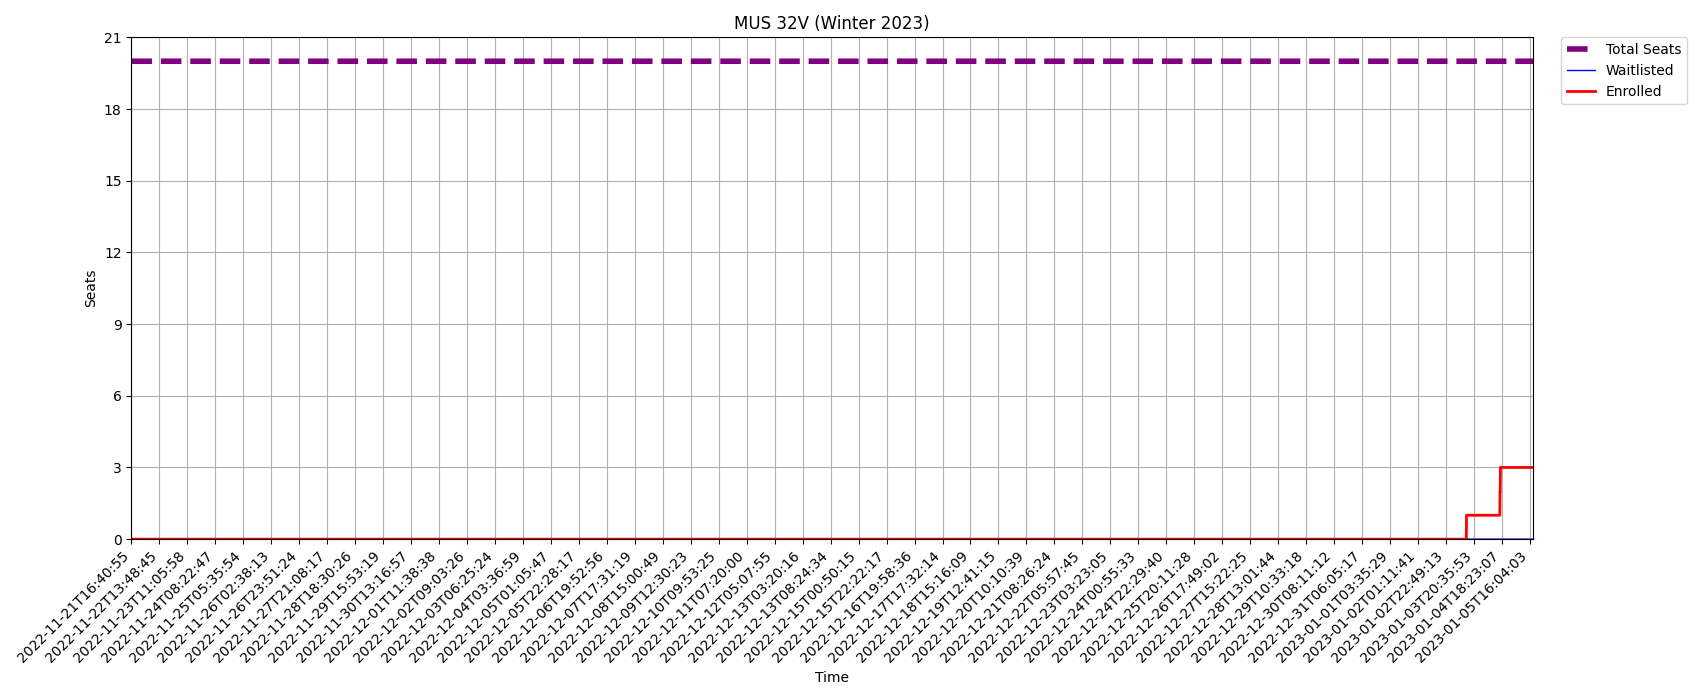 MUS 32V (Winter 2023)
21
18
15
12
9
6
3
0
Seats
Total Seats
Waitlisted
Enrolled
2022-11-21T16:40:55
2022-11-22T13:48:45
2022-11-23T11:05:58
2022-11-24T08:22:47
2022-11-25T05:35:54
2022-11-26T02:38:13
2022-11-26T23:51:24
2022-11-27T21:08:17
2022-11-28T18:30:26
2022-11-29T15:53:19
2022-11-30T13:16:57
2022-12-01T11:38:38
2022-12-02T09:03:26
2022-12-03T06:25:24
2022-12-04T03:36:59
2022-12-05T01:05:47
2022-12-05T22:28:17
2022-12-06T19:52:56
2022-12-07T17:31:19
2022-12-08T15:00:49
2022-12-09T12:30:23
2022-12-10T09:53:25
2022-12-11T07:20:00
2022-12-12T05:07:55
2022-12-13T03:20:16
2022-12-13T08:24:34
2022-12-15T00:50:15
2022-12-15T22:22:17
2022-12-16T19:58:36
2022-12-17T17:32:14
2022-12-18T15:16:09
2022-12-19T12:41:15
2022-12-20T10:10:39
2022-12-21T08:26:24
2022-12-22T05:57:45
2022-12-23T03:23:05
2022-12-24T00:55:33
2022-12-24T22:29:40
2022-12-25T20:11:28
2022-12-26T17:49:02
2022-12-27T15:22:25
2022-12-28T13:01:44
2022-12-29T10:33:18
2022-12-30T08:11:12
2022-12-31T06:05:17
2023-01-01T03:35:29
2023-01-02T01:11:41
2023-01-02T22:49:13
2023-01-03T20:35:53
2023-01-04T18:23:07
2023-01-05T16:04:03
Time